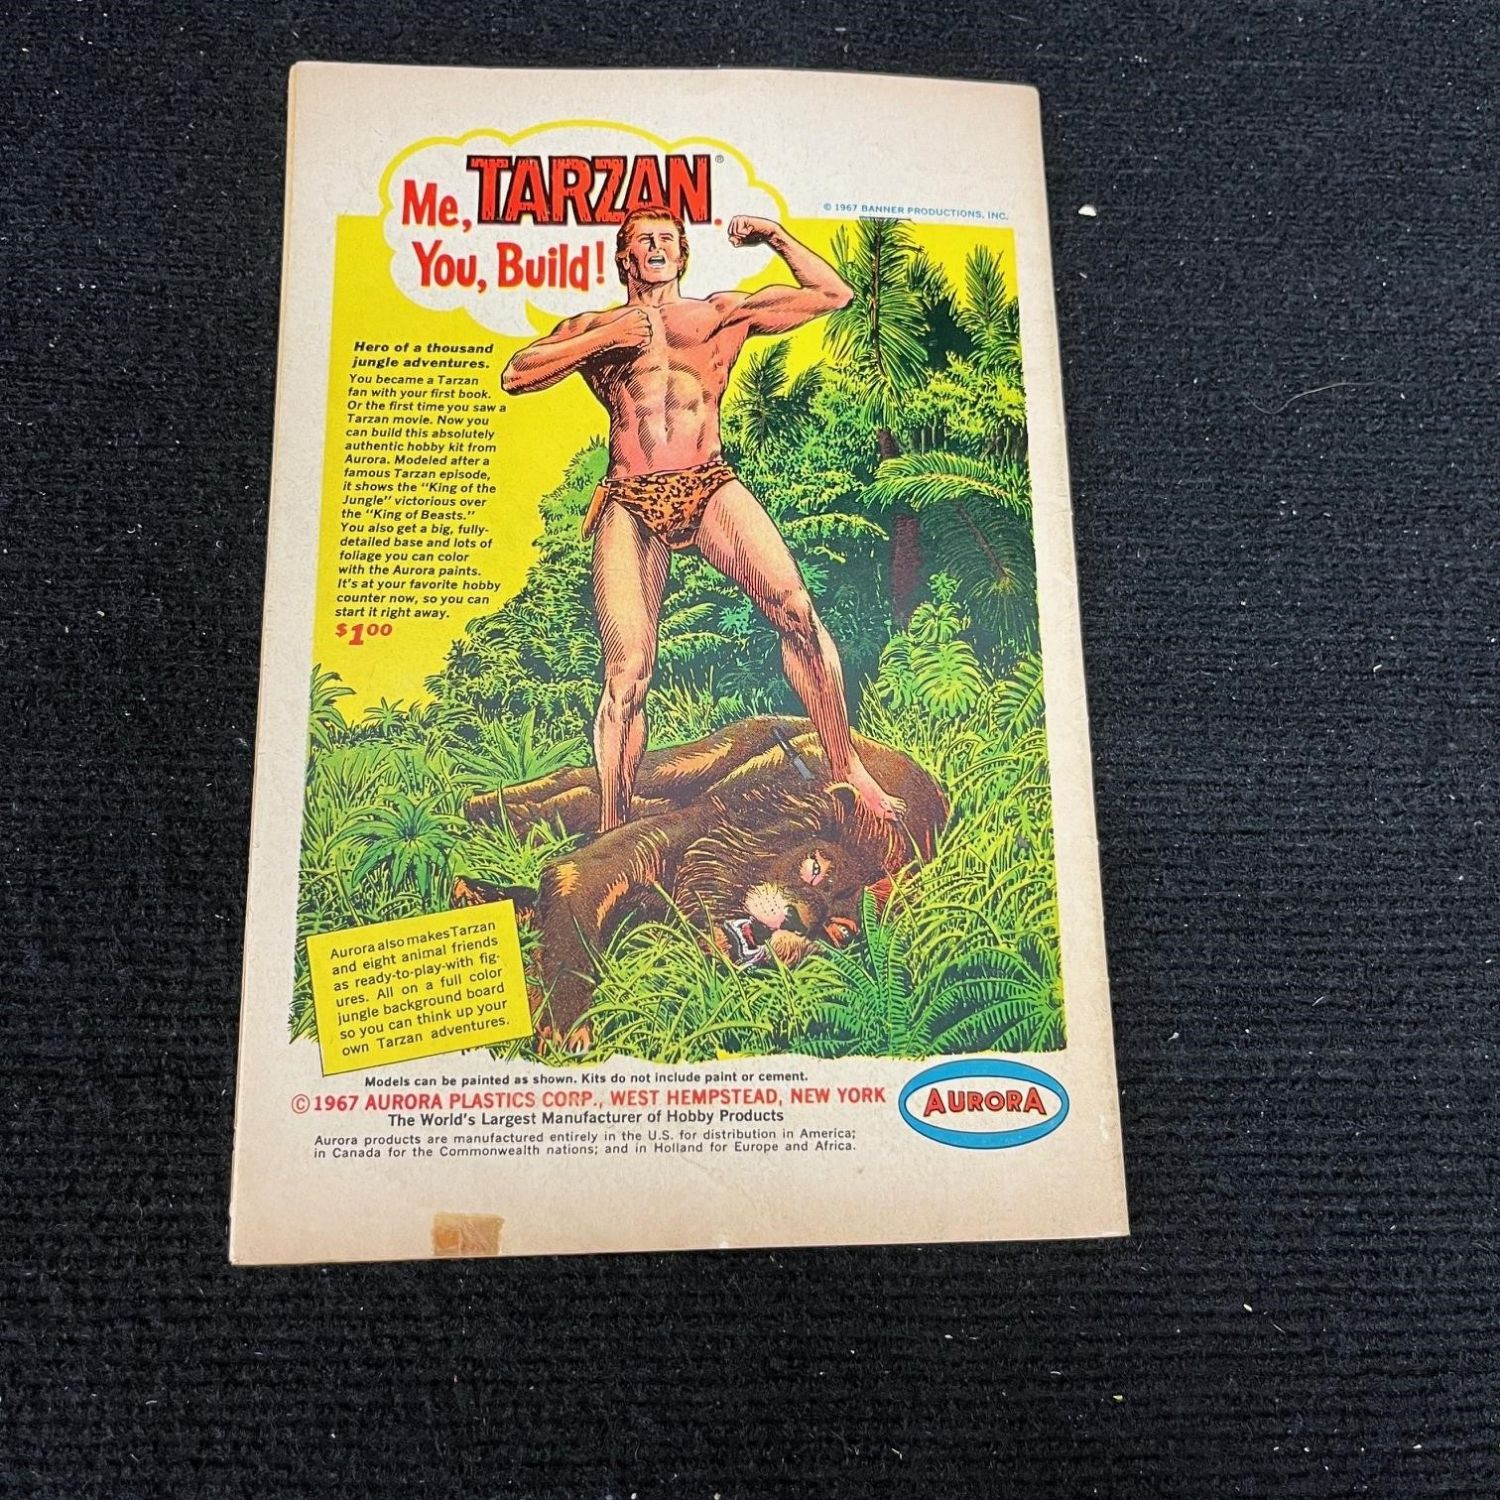 Me, TARZAN.®
You, Build!
© 1967 BANNER PRODUCTIONS, INC.
Hero of a thousand
jungle adventures.
You became a Tarzan
fan with your first book.
Or the first time you saw a
Tarzan movie. Now you
can build this absolutely
authentic hobby kit from
Aurora. Modeled after a
famous Tarzan episode,
it shows the "King of the
Jungle" victorious over
the "King of Beasts."
You also get a big, fully-
detailed base and lots of
foliage you can color
with the Aurora paints.
It's at your favorite hobby
counter now, so you can
start it right away.
$1.00
Aurora also makes Tarzan
and eight animal friends
as ready-to-play-with fig-
ures. All on a full color
jungle background board
so you can think up your
own Tarzan adventures.
Models can be painted as shown. Kits do not include paint or cement.
© 1967 AURORA PLASTICS CORP., WEST HEMPSTEAD, NEW YORK
The World's Largest Manufacturer of Hobby Products
Aurora products are manufactured entirely in the U.S. for distribution in America;
in Canada for the Commonwealth nations; and in Holland for Europe and Africa.
AURORA